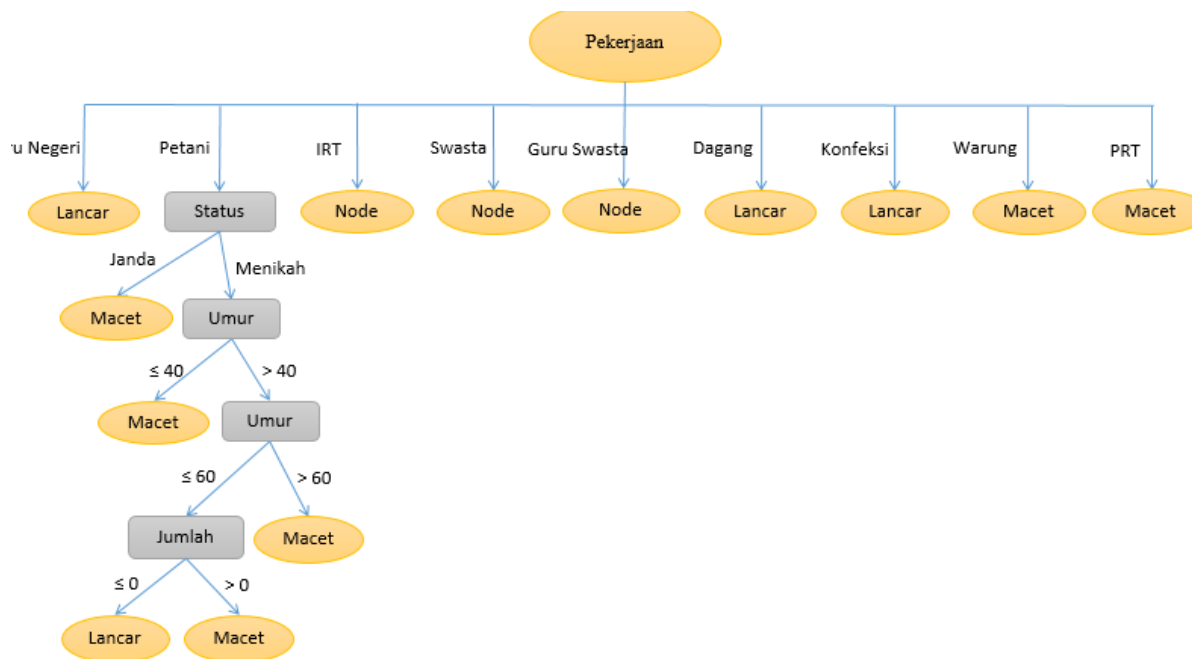 Pekerjaan
ru Negeri
Petani
IRT
Swasta
Guru Swasta
Dagang
Konfeksi
Warung
PRT
Lancar
Status
Node
Node
Node
Lancar
Lancar
Macet
Macet
Janda
Menikah
Macet
Umur
≤ 40
> 40
Macet
Umur
≤ 60
> 60
Jumlah
Macet
≤ 0
> 0
Lancar
Macet